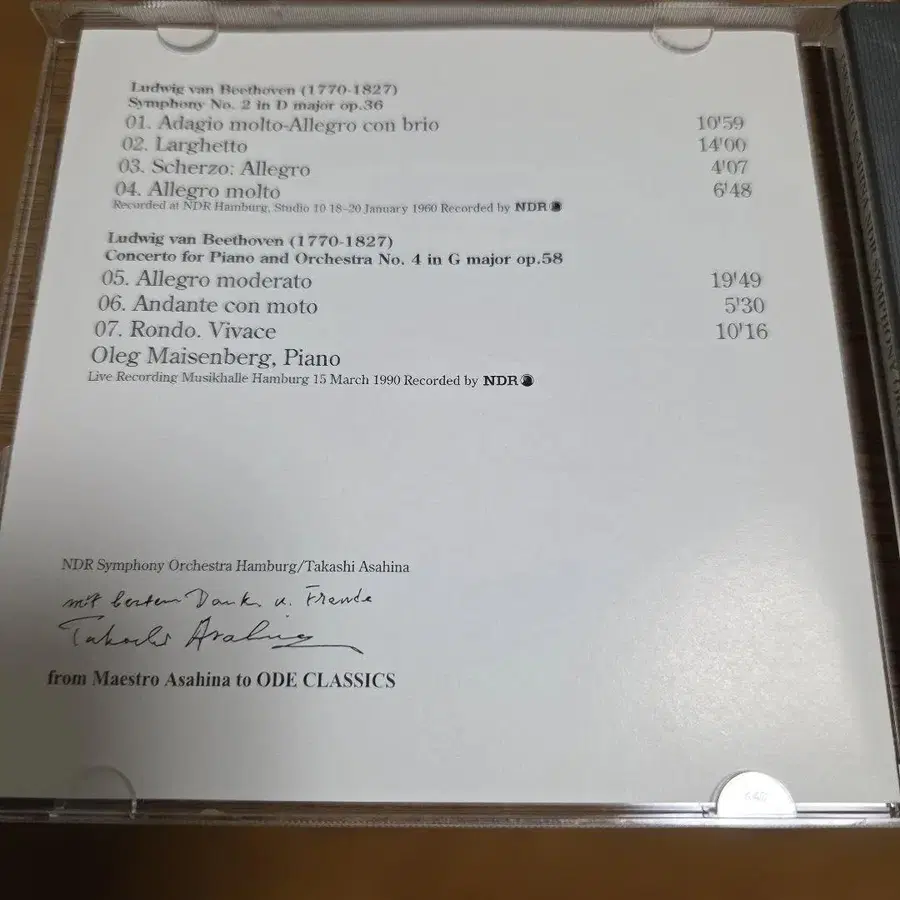 Ludwig van Beethoven (1770-1827)
Symphony No. 2 in D major op.36
01. Adagio molto-Allegro con brio 10'59
02. Larghetto 14'00
03. Scherzo: Allegro 4'07
04. Allegro molto 6'48
Recorded at NDR Hamburg, Studio 10 18-20 January 1960 Recorded by NDR
Ludwig van Beethoven (1770-1827)
Concerto for Piano and Orchestra No. 4 in G major op.58
05. Allegro moderato 19'49
06. Andante con moto 5'30
07. Rondo. Vivace 10'16
Oleg Maisenberg, Piano
Live Recording Musikhalle Hamburg 15 March 1990 Recorded by NDR
NDR Symphony Orchestra Hamburg/Takashi Asahina
mit bestem Dank u. Freude
Takashi Asahina
from Maestro Asahina to ODE CLASSICS
NDR SYMPHONY